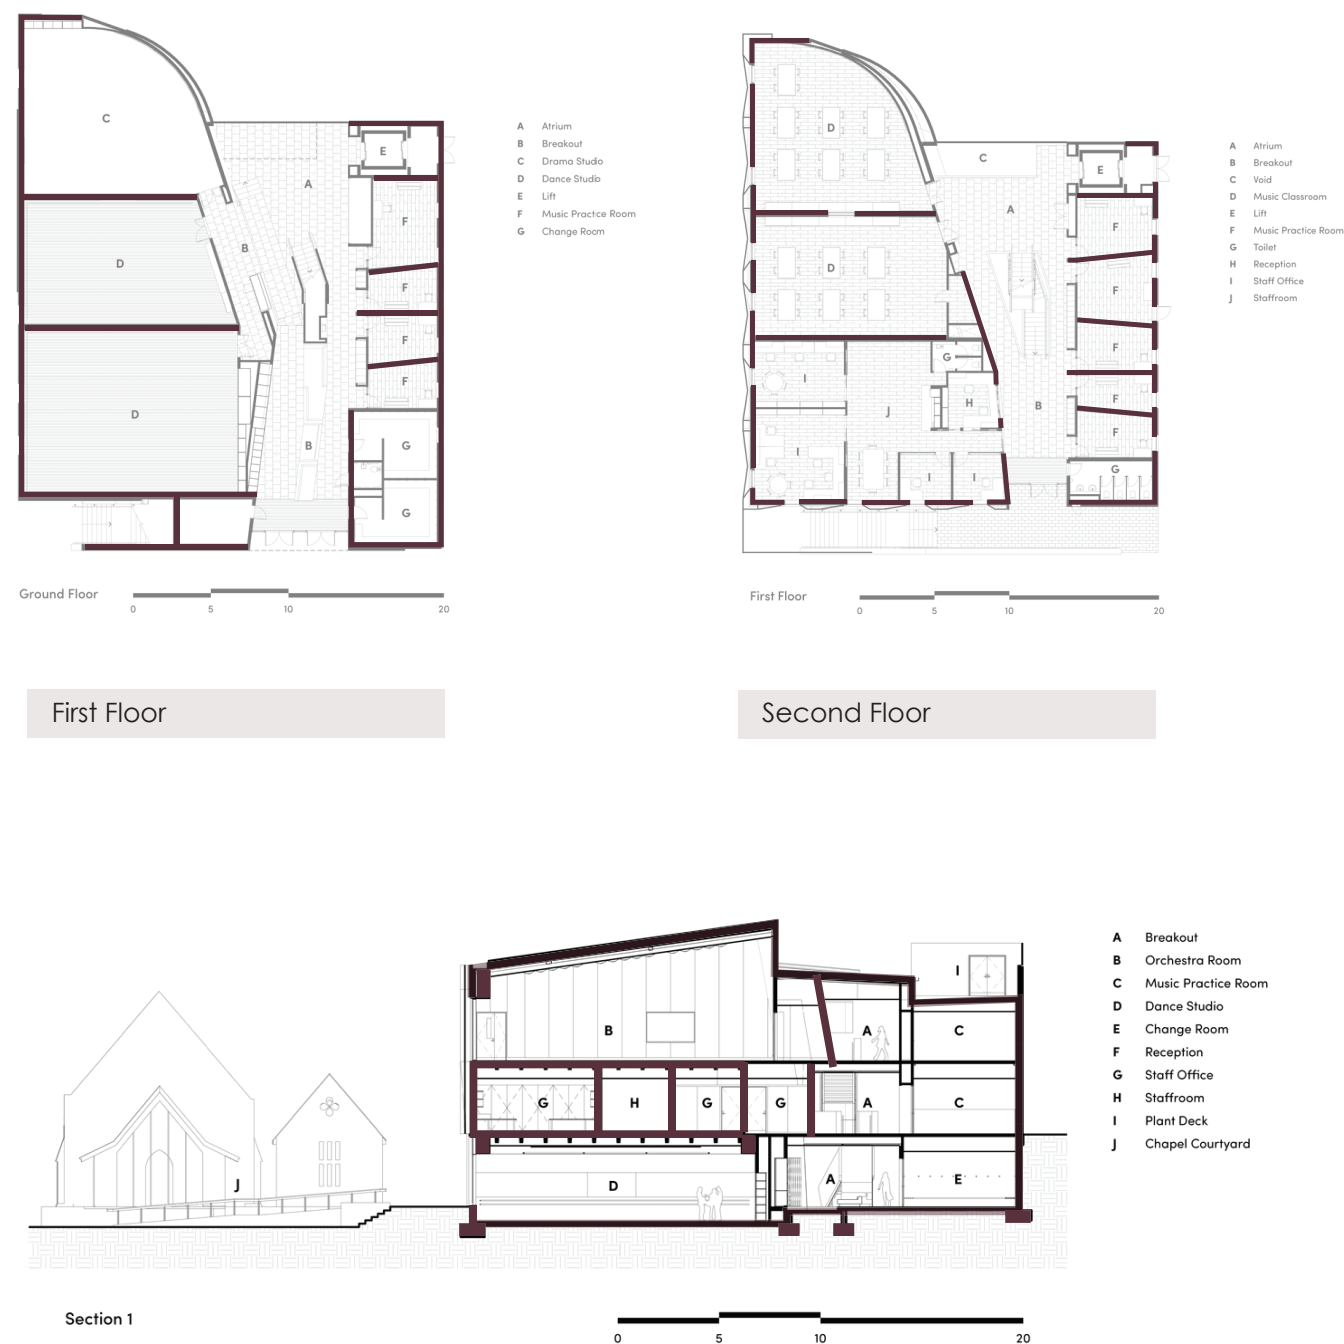 A Atrium
B Breakout
C Drama Studio
D Dance Studio
E Lift
F Music Practce Room
G Change Room
C
E
A
F
B
D
F
F
F
D
B
G
G
Ground Floor
0 5 10 20
First Floor
A Atrium
B Breakout
C Void
D Music Classroom
E Lift
F Music Practice Room
G Toilet
H Reception
I Staff Office
J Staffroom
D
C
E
A
F
D
F
F
G
I
H
F
B
J
F
I
I
I
G
First Floor
0 5 10 20
Second Floor
A Breakout
B Orchestra Room
C Music Practice Room
D Dance Studio
E Change Room
F Reception
G Staff Office
H Staffroom
I Plant Deck
J Chapel Courtyard
I
B
A
C
G
H
G
G
A
C
J
D
A
E
Section 1
0 5 10 20